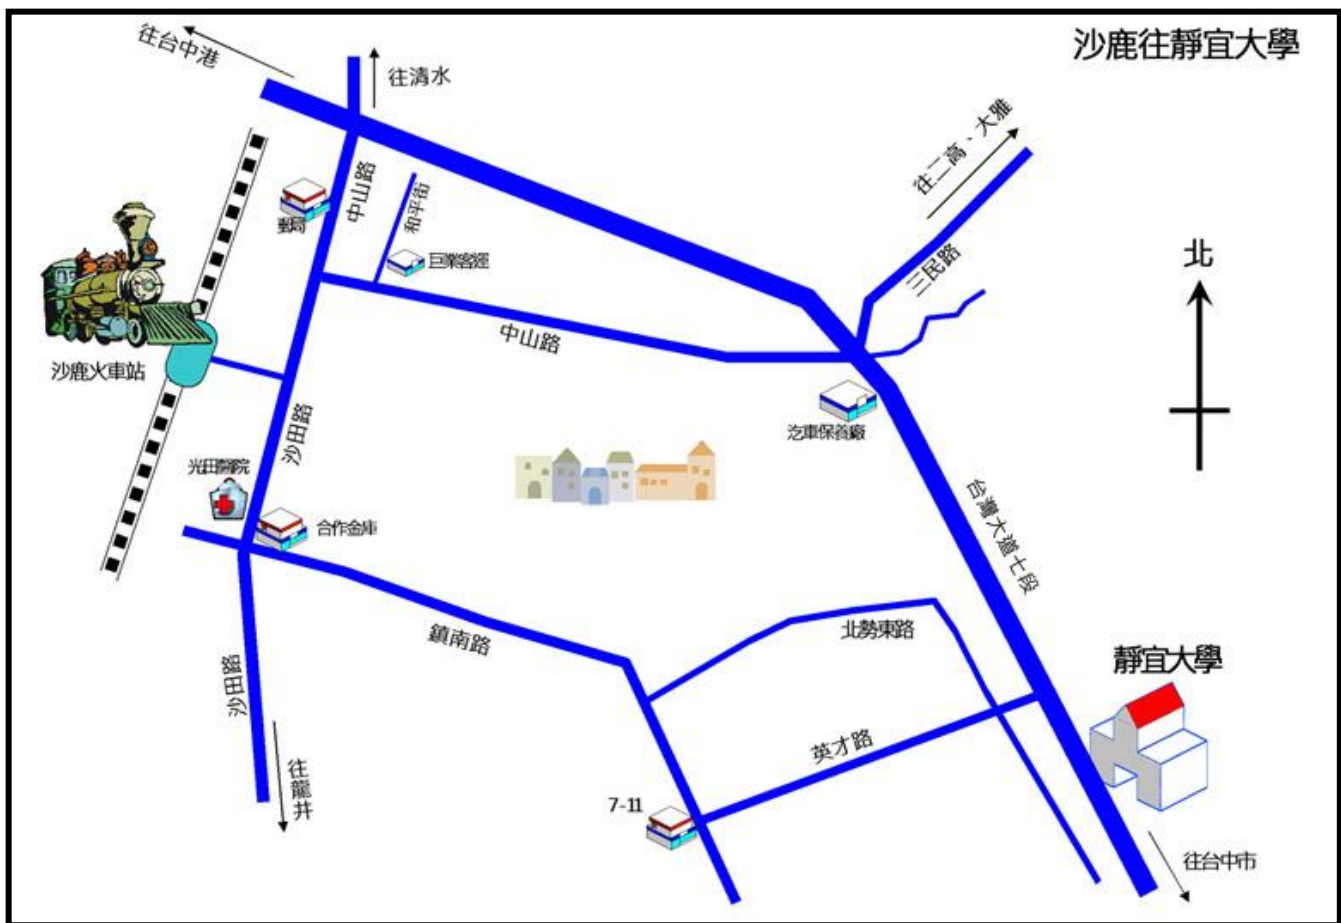 沙鹿往靜宜大學
往台中港
往清水
往二高、大雅
中山路
和平街
郵局
巨業客運
三民路
北
中山路
沙鹿火車站
沙田路
汽車保養廠
光田醫院
合作金庫
台灣大道七段
鎮南路
北勢東路
靜宜大學
沙田路
英才路
往龍井
7-11
往台中市